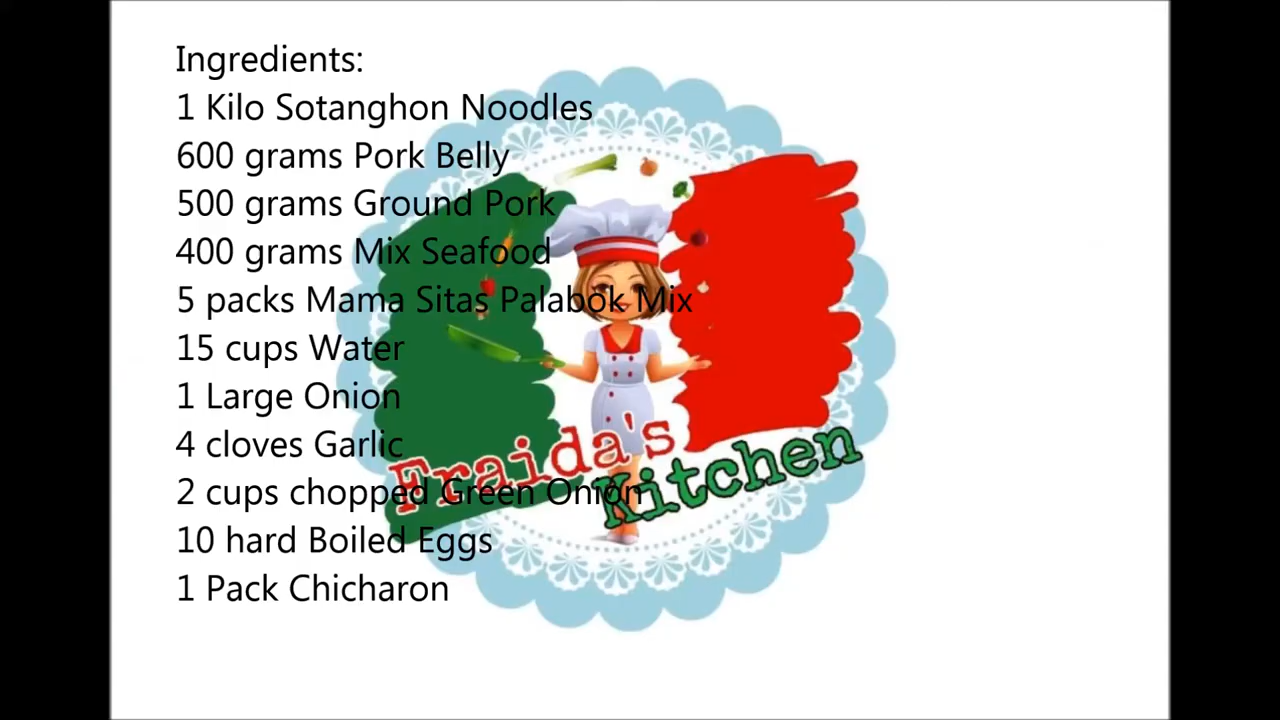 Ingredients:
1 Kilo Sotanghon Noodles
600 grams Pork Belly
500 grams Ground Pork
400 grams Mix Seafood
5 packs Mama Sitas Palabok Mix
15 cups Water
1 Large Onion
4 cloves Garlic
2 cups chopped Green Onion
10 hard Boiled Eggs
1 Pack Chicharon
Fraida's
Kitchen